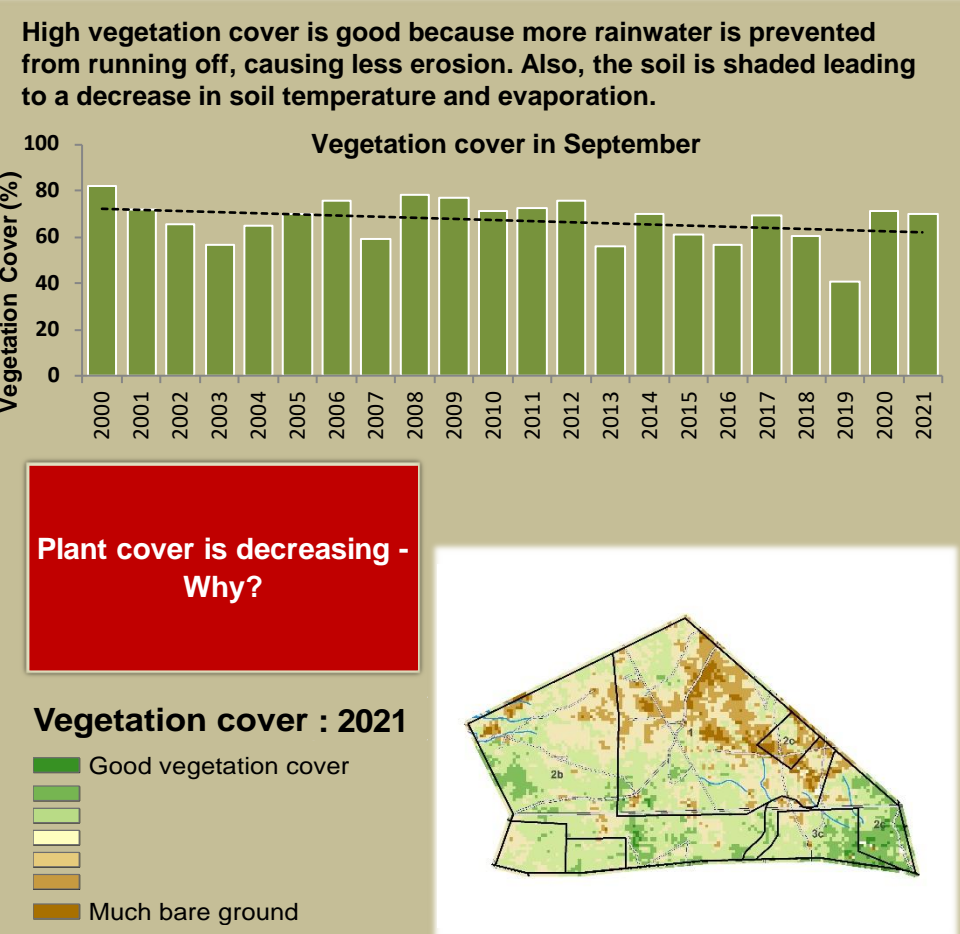 High vegetation cover is good because more rainwater is prevented
from running off, causing less erosion. Also, the soil is shaded leading
to a decrease in soil temperature and evaporation.
Vegetation cover in September
Vegetation Cover (%)
100
80
60
40
20
0
2000 2001 2002 2003 2004 2005 2006 2007 2008 2009 2010 2011 2012 2013 2014 2015 2016 2017 2018 2019 2020 2021
Plant cover is decreasing -
Why?
Vegetation cover : 2021
Good vegetation cover
Much bare ground
1
2c
2b
3c